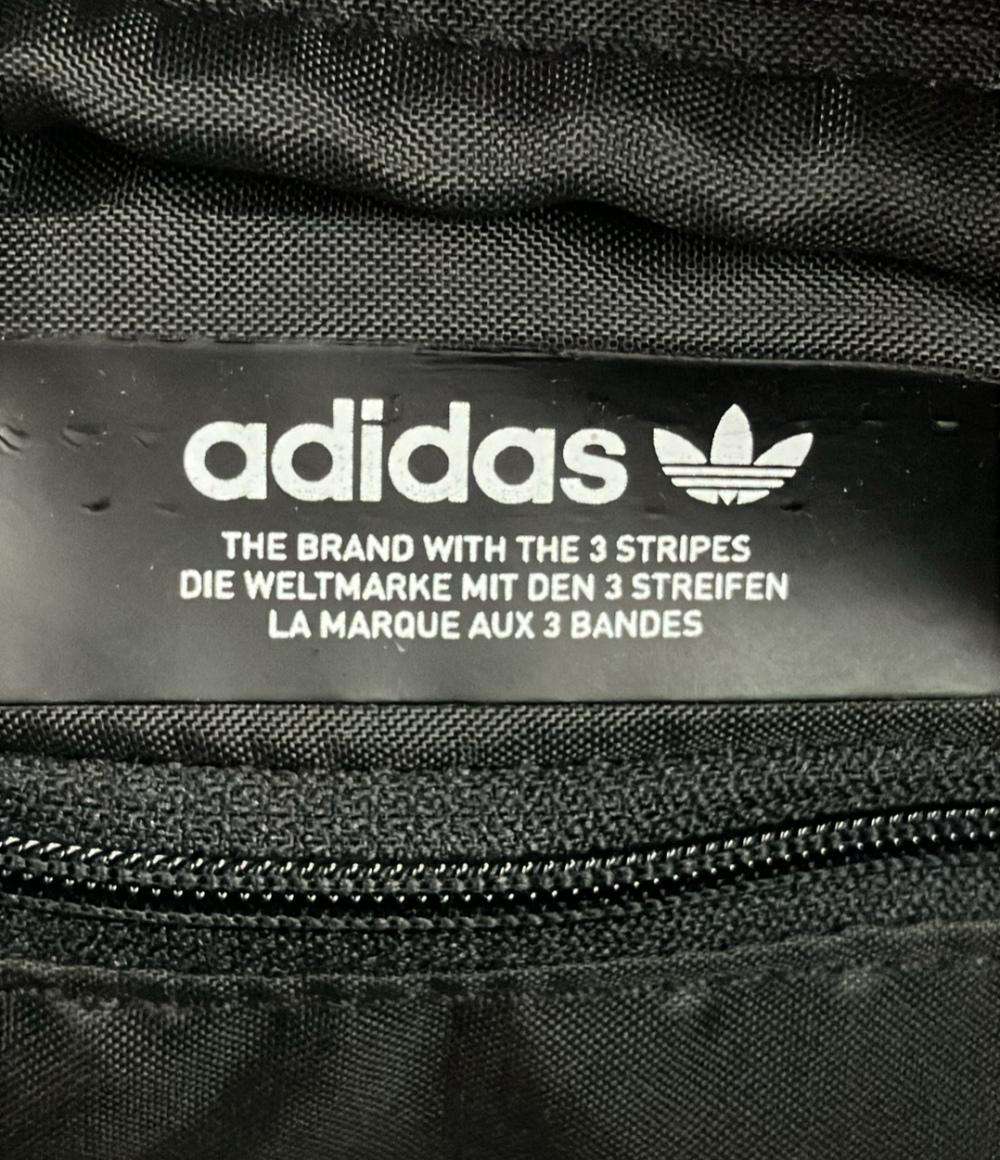 adidas
THE BRAND WITH THE 3 STRIPES
DIE WELTMARKE MIT DEN 3 STREIFEN
LA MARQUE AUX 3 BANDES